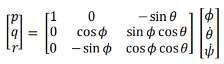 [p q r] = [1 0 −sin θ; 0 cos ϕ sin ϕ cos θ; 0 −sin ϕ cos ϕ cos θ] [ϕ̇ θ̇ ψ̇]